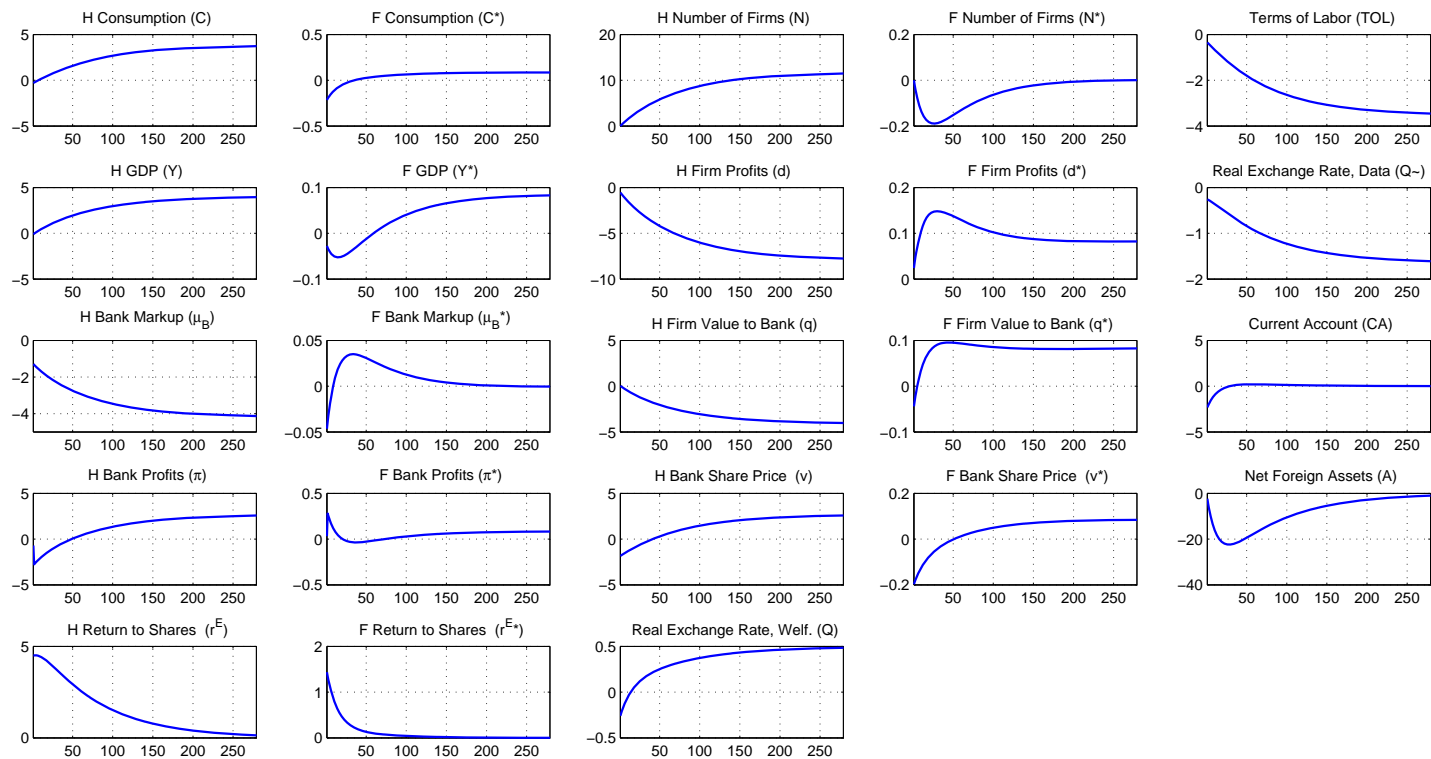 H Consumption (C)
5
0
−5
50 100 150 200 250
F Consumption (C*)
0.5
0
−0.5
50 100 150 200 250
H Number of Firms (N)
20
10
0
50 100 150 200 250
F Number of Firms (N*)
0.2
0
−0.2
50 100 150 200 250
Terms of Labor (TOL)
0
−2
−4
50 100 150 200 250
H GDP (Y)
5
0
−5
50 100 150 200 250
F GDP (Y*)
0.1
0
−0.1
50 100 150 200 250
H Firm Profits (d)
0
−5
−10
50 100 150 200 250
F Firm Profits (d*)
0.2
0.1
0
50 100 150 200 250
Real Exchange Rate, Data (Q~)
0
−1
−2
50 100 150 200 250
H Bank Markup (μB)
0
−2
−4
50 100 150 200 250
F Bank Markup (μB*)
0.05
0
−0.05
50 100 150 200 250
H Firm Value to Bank (q)
5
0
−5
50 100 150 200 250
F Firm Value to Bank (q*)
0.1
0
−0.1
50 100 150 200 250
Current Account (CA)
5
0
−5
50 100 150 200 250
H Bank Profits (π)
5
0
−5
50 100 150 200 250
F Bank Profits (π*)
0.5
0
−0.5
50 100 150 200 250
H Bank Share Price (v)
5
0
−5
50 100 150 200 250
F Bank Share Price (v*)
0.2
0
−0.2
50 100 150 200 250
Net Foreign Assets (A)
0
−20
−40
50 100 150 200 250
H Return to Shares (rE)
5
0
50 100 150 200 250
F Return to Shares (rE*)
2
1
0
50 100 150 200 250
Real Exchange Rate, Welf. (Q)
0.5
0
−0.5
50 100 150 200 250